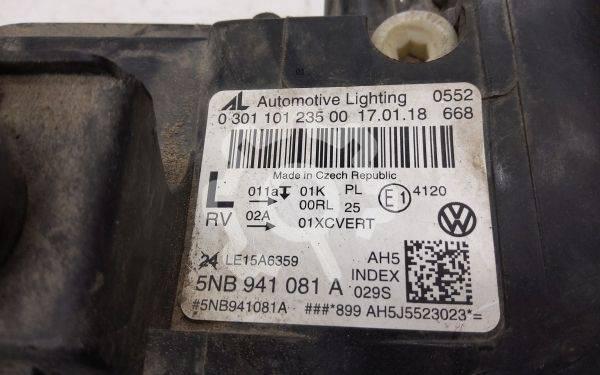 AL Automotive Lighting 0552
0 301 101 235 00 17.01.18 668
Made in Czech Republic
L 011a 01K PL E1 4120
00RL 25
RV 02A 01XCVERT
24 LE15A6359 AH5
INDEX
5NB 941 081 A 029S
#5NB941081A ###*899 AH5J5523023*=